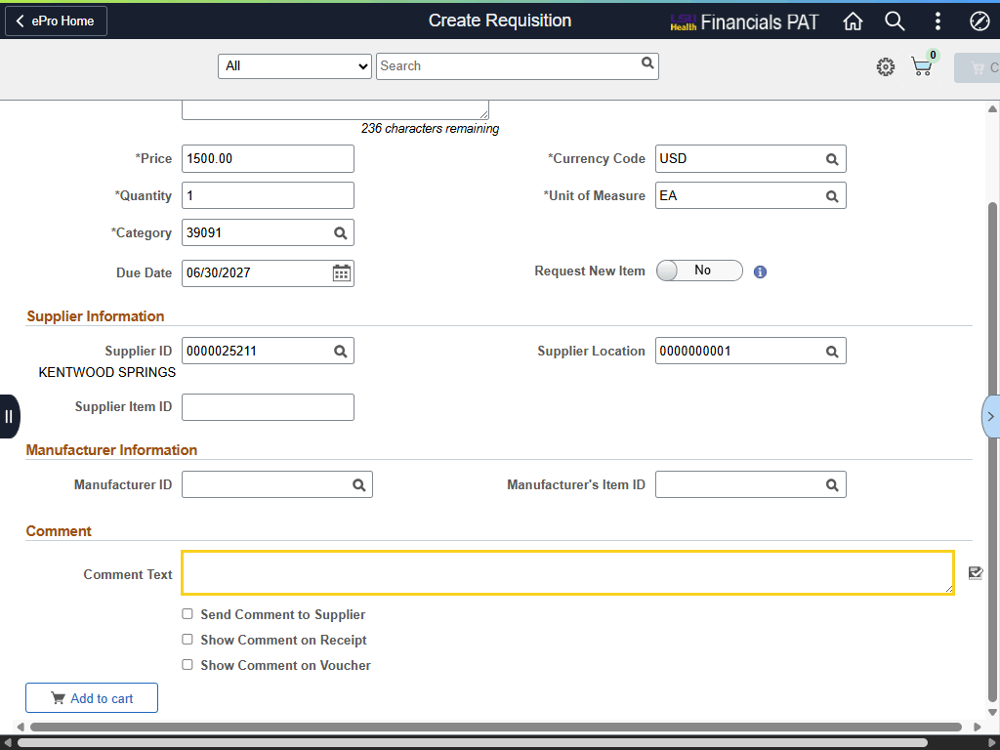 ePro Home
Create Requisition
LSU Health Financials PAT
All
Search
0
C
236 characters remaining
*Price 1500.00 *Currency Code USD
*Quantity 1 *Unit of Measure EA
*Category 39091
Due Date 06/30/2027 Request New Item No
Supplier Information
Supplier ID 0000025211 Supplier Location 0000000001
KENTWOOD SPRINGS
Supplier Item ID
Manufacturer Information
Manufacturer ID Manufacturer's Item ID
Comment
Comment Text
Send Comment to Supplier
Show Comment on Receipt
Show Comment on Voucher
Add to cart